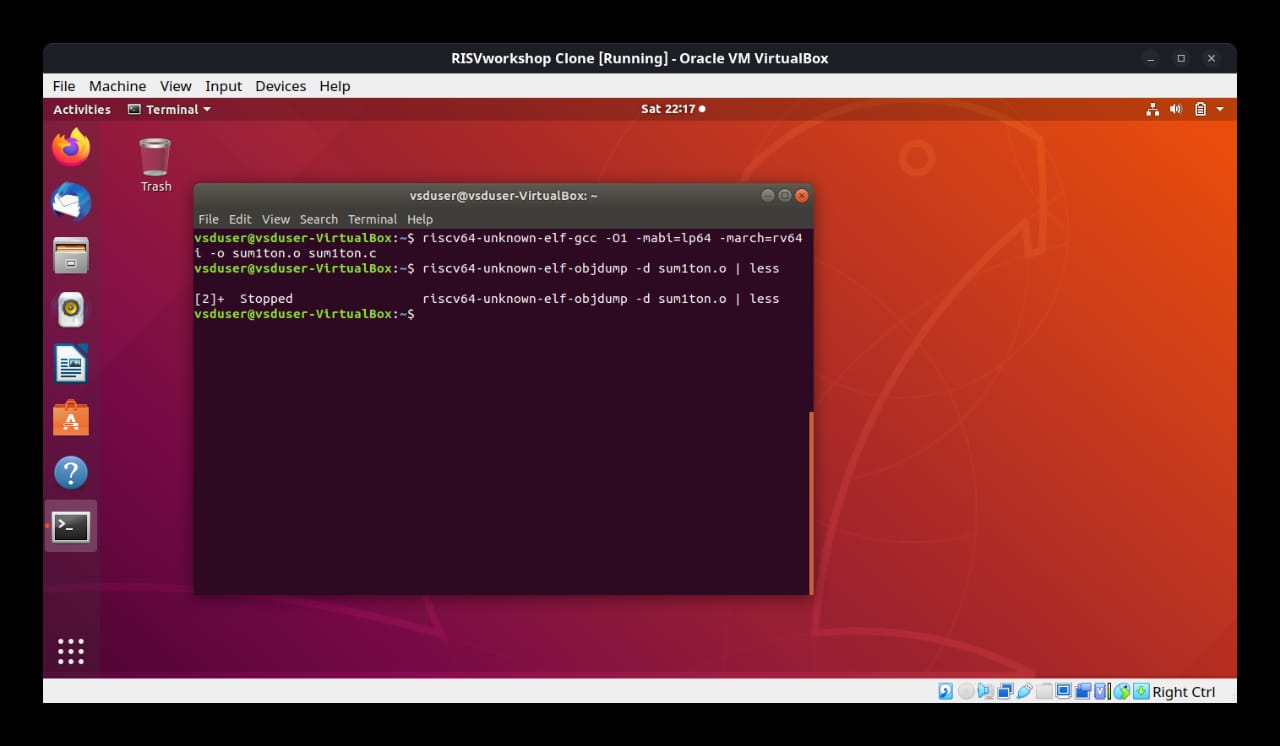 RISVworkshop Clone [Running] - Oracle VM VirtualBox
File Machine View Input Devices Help
Activities Terminal Sat 22:17
Trash
vsduser@vsduser-VirtualBox: ~
File Edit View Search Terminal Help
vsduser@vsduser-VirtualBox:~$ riscv64-unknown-elf-gcc -O1 -mabi=lp64 -march=rv64
i -o sum1ton.o sum1ton.c
vsduser@vsduser-VirtualBox:~$ riscv64-unknown-elf-objdump -d sum1ton.o | less
[2]+  Stopped                 riscv64-unknown-elf-objdump -d sum1ton.o | less
vsduser@vsduser-VirtualBox:~$
Right Ctrl